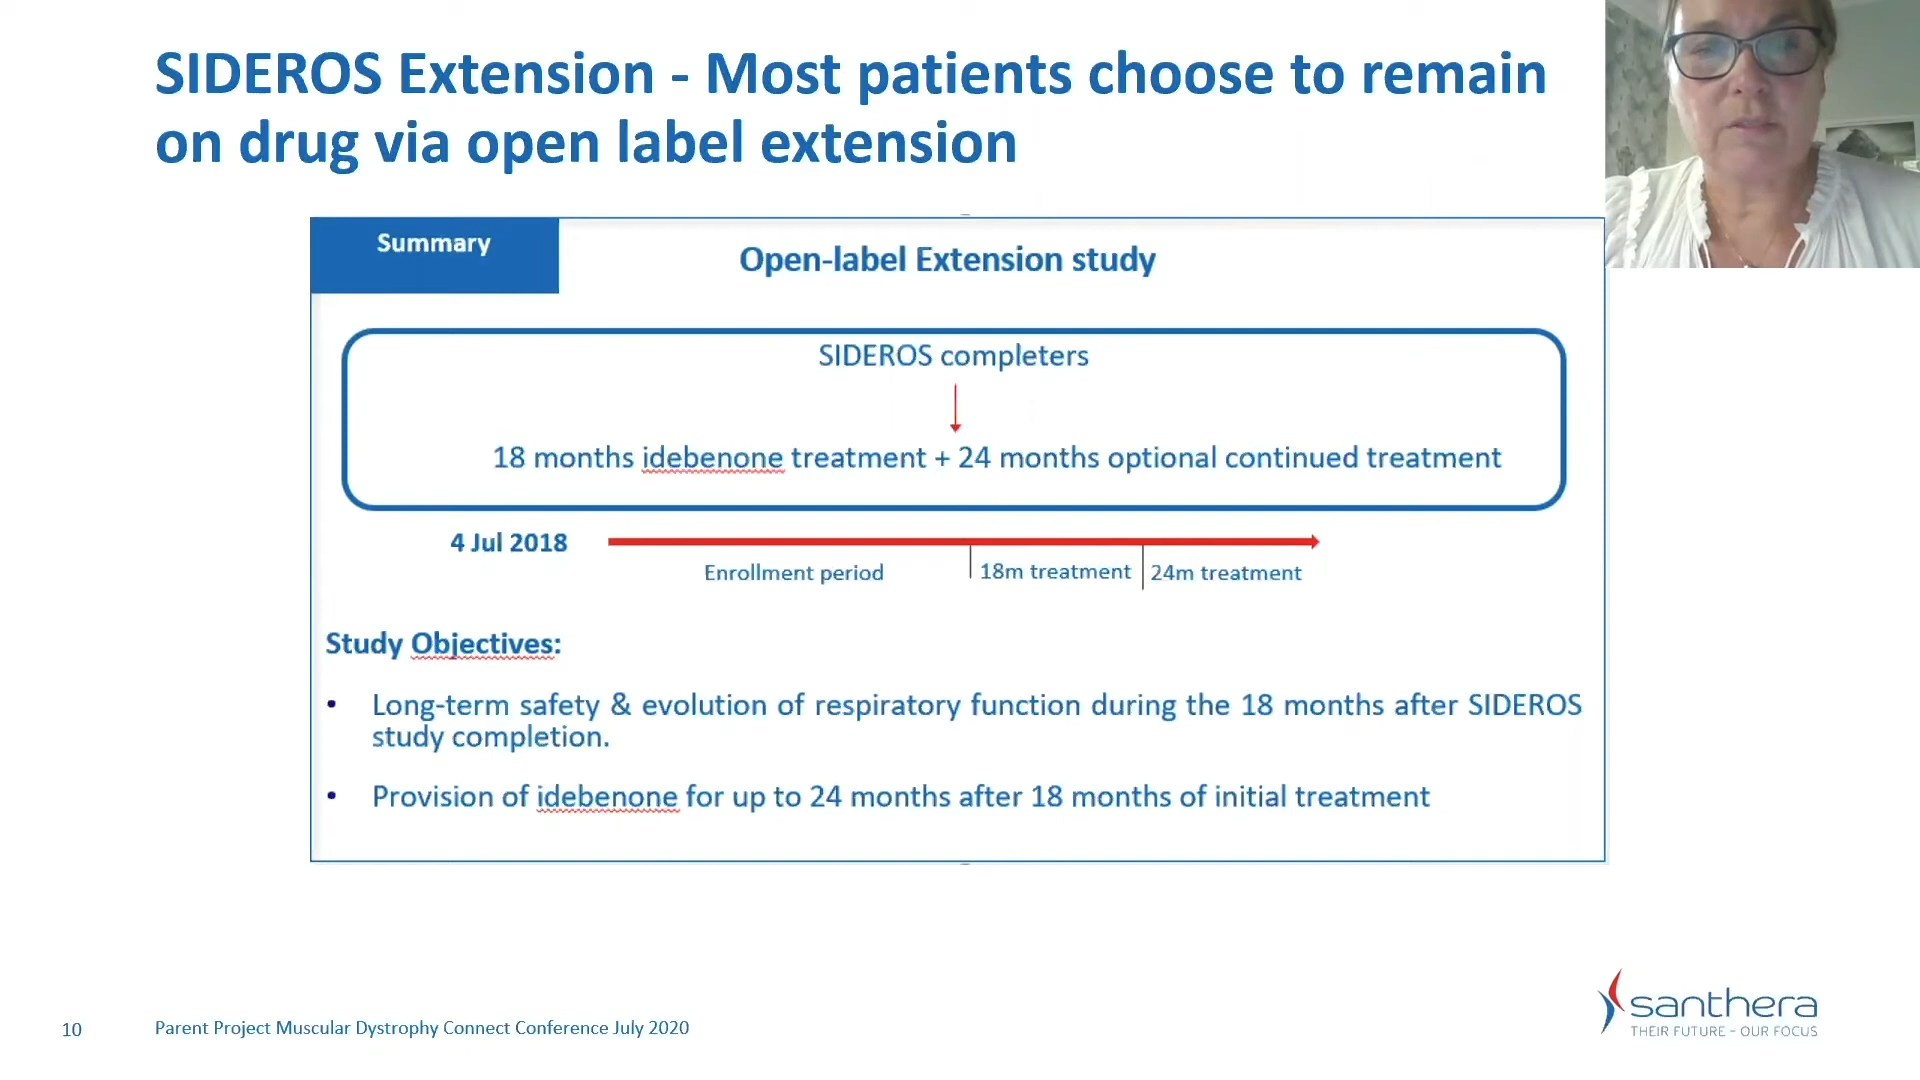 SIDEROS Extension - Most patients choose to remain
on drug via open label extension
Summary
Open-label Extension study
SIDEROS completers
18 months idebenone treatment + 24 months optional continued treatment
4 Jul 2018
Enrollment period
18m treatment
24m treatment
Study Objectives:
• Long-term safety & evolution of respiratory function during the 18 months after SIDEROS
study completion.
• Provision of idebenone for up to 24 months after 18 months of initial treatment
santhera
THEIR FUTURE – OUR FOCUS
10
Parent Project Muscular Dystrophy Connect Conference July 2020